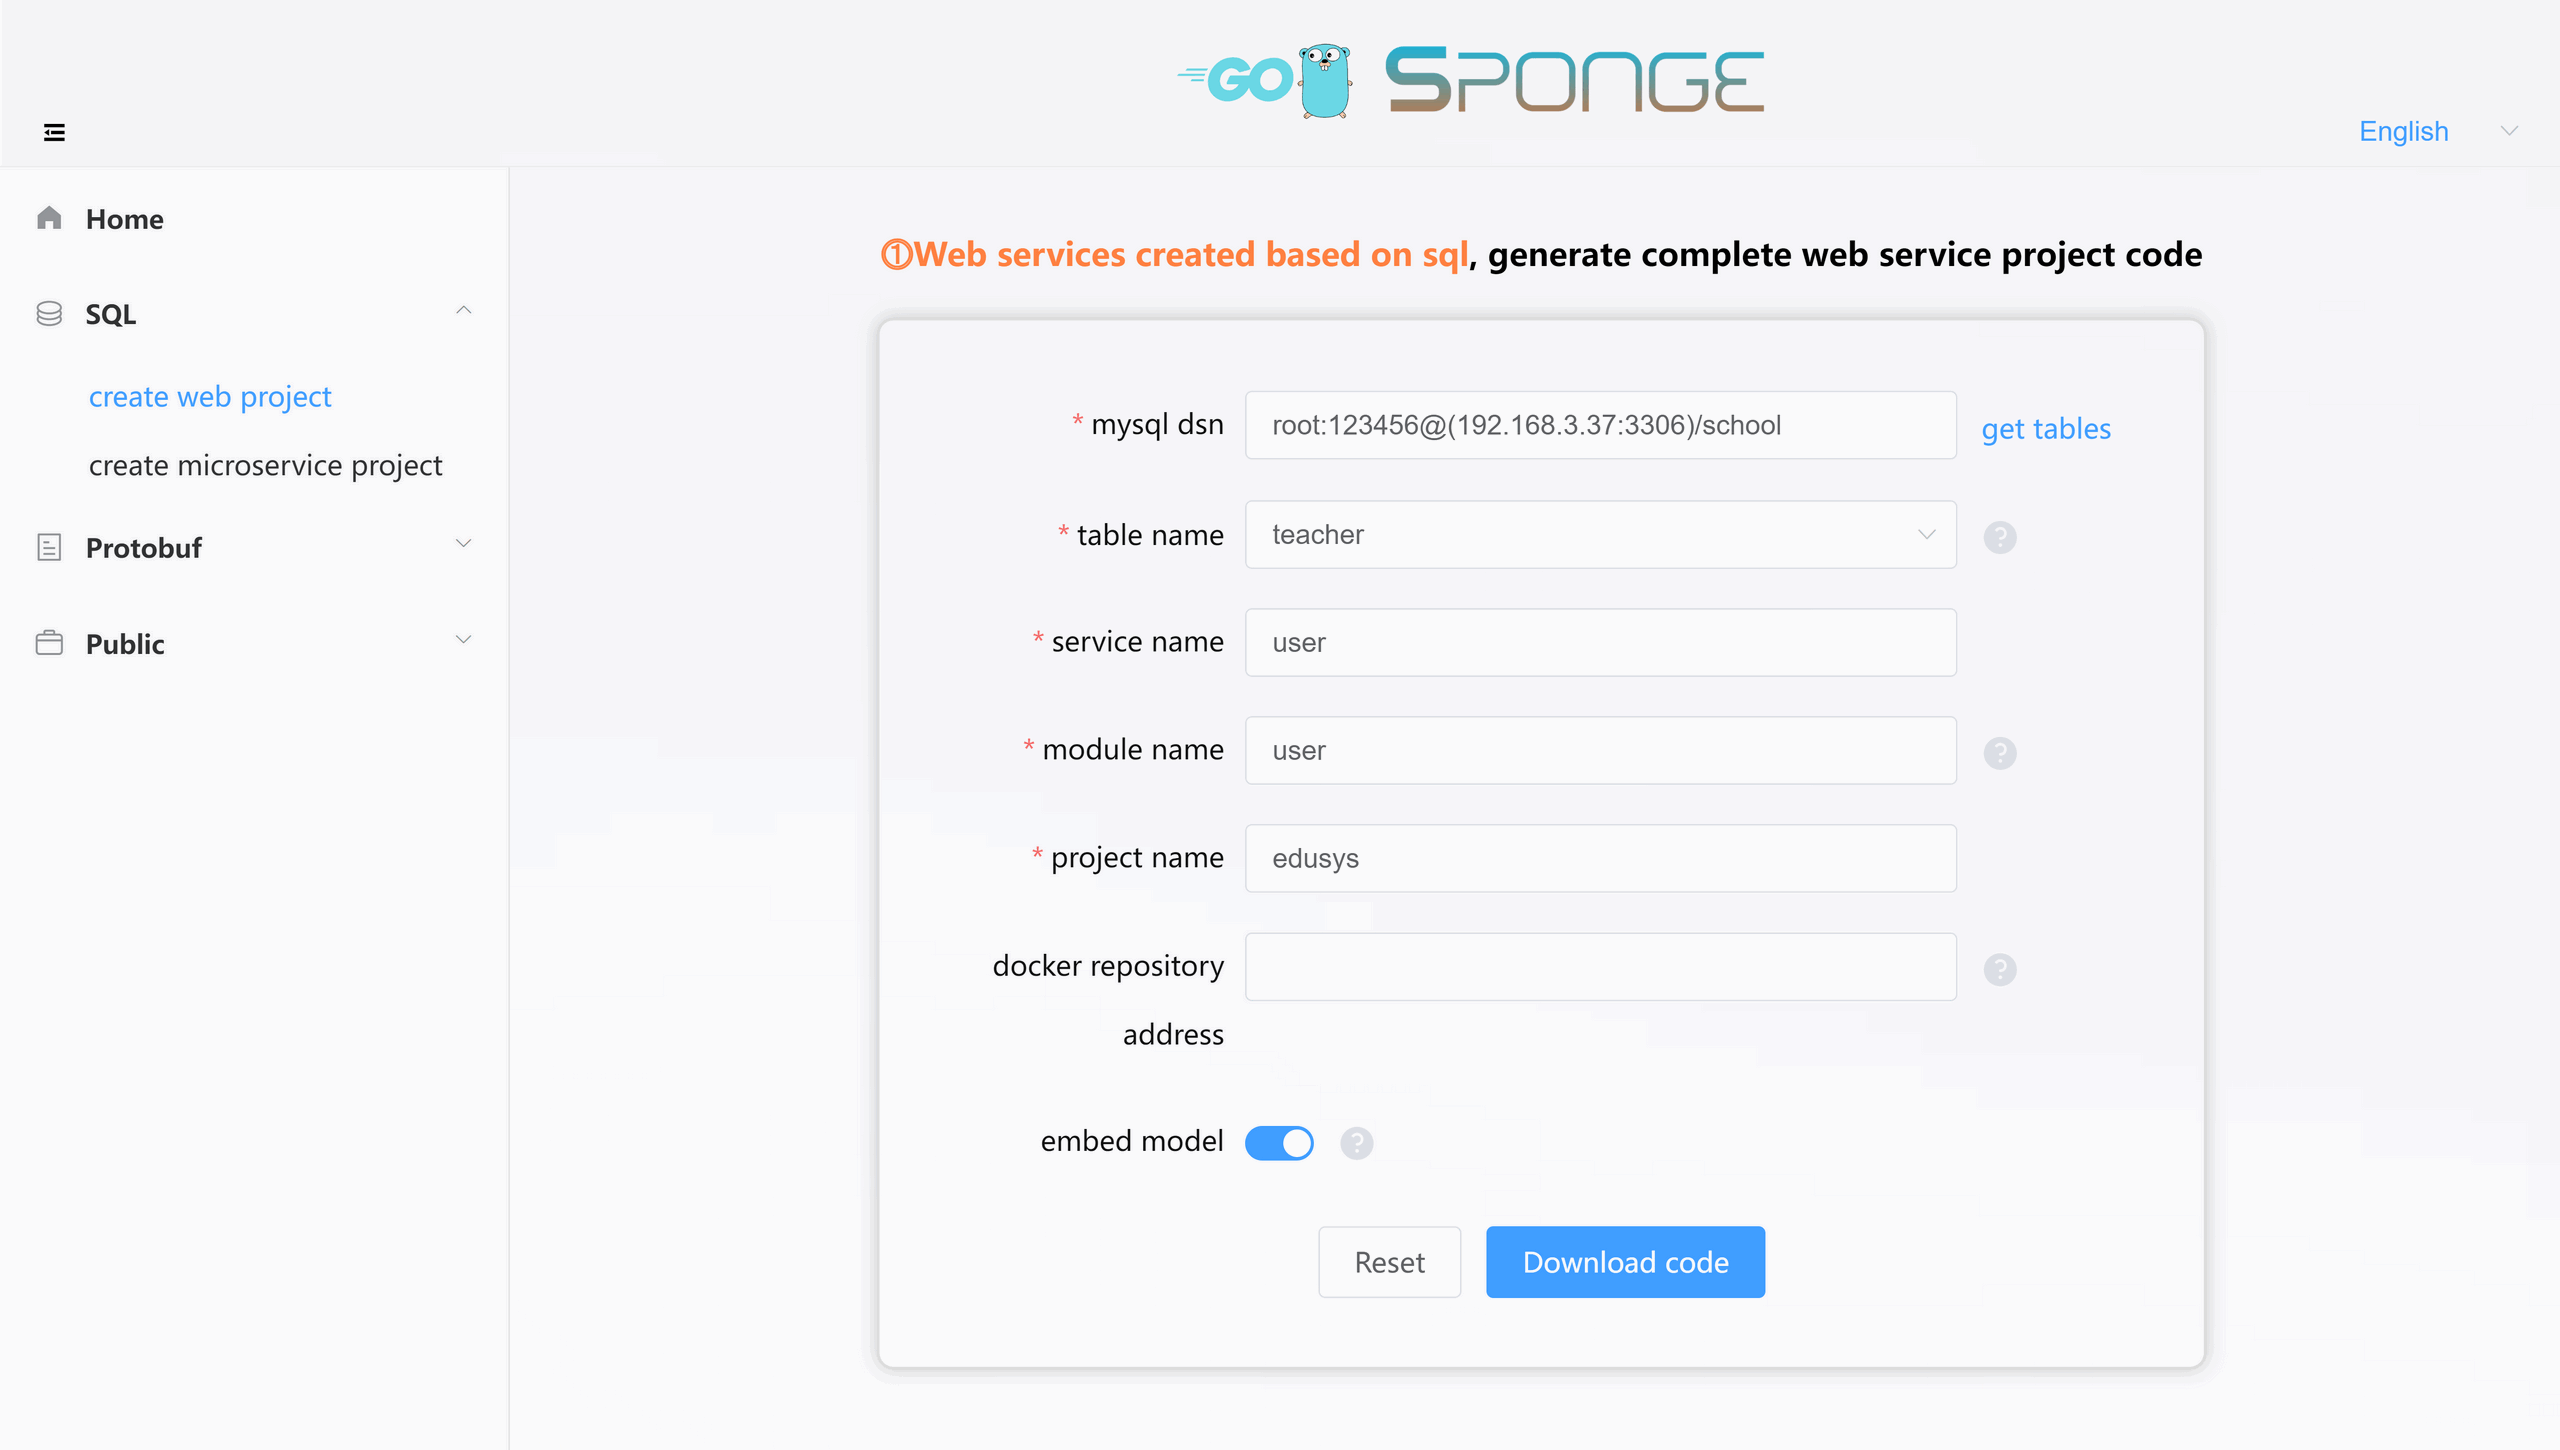 GO SPONGE
English
Home
SQL
create web project
create microservice project
Protobuf
Public
①Web services created based on sql, generate complete web service project code
* mysql dsn root:123456@(192.168.3.37:3306)/school get tables
* table name teacher ?
* service name user
* module name user ?
* project name edusys
docker repository ?
address
embed model ?
Reset Download code